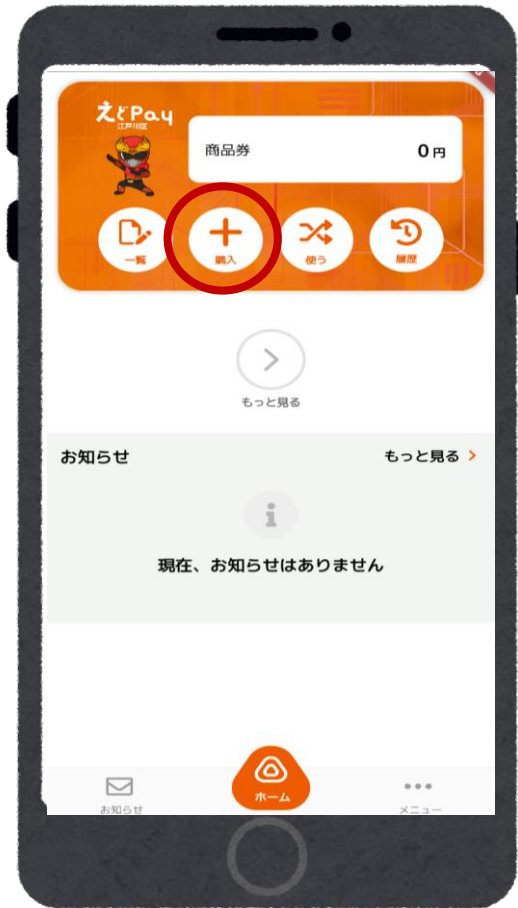 えどPay
江戸川区
商品券 0円
一覧 購入 使う 履歴
もっと見る
お知らせ もっと見る >
現在、お知らせはありません
お知らせ ホーム メニュー